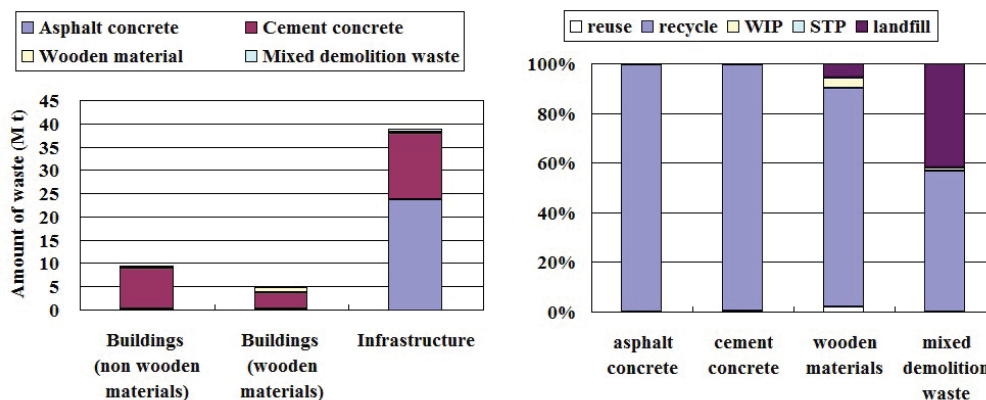 Asphalt concrete Cement concrete
Wooden material Mixed demolition waste
Amount of waste (M t)
45
40
35
30
25
20
15
10
5
0
Buildings
(non wooden
materials)
Buildings
(wooden
materials)
Infrastructure
reuse recycle WIP STP landfill
100%
80%
60%
40%
20%
0%
asphalt
concrete
cement
concrete
wooden
materials
mixed
demolition
waste